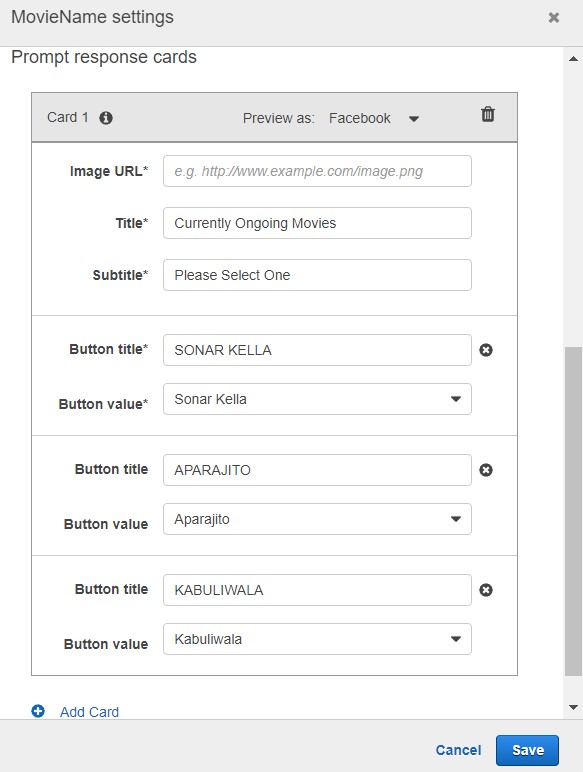 MovieName settings
Prompt response cards
Card 1 Preview as: Facebook
Image URL* e.g. http://www.example.com/image.png
Title* Currently Ongoing Movies
Subtitle* Please Select One
Button title* SONAR KELLA
Button value* Sonar Kella
Button title APARAJITO
Button value Aparajito
Button title KABULIWALA
Button value Kabuliwala
Add Card
Cancel Save